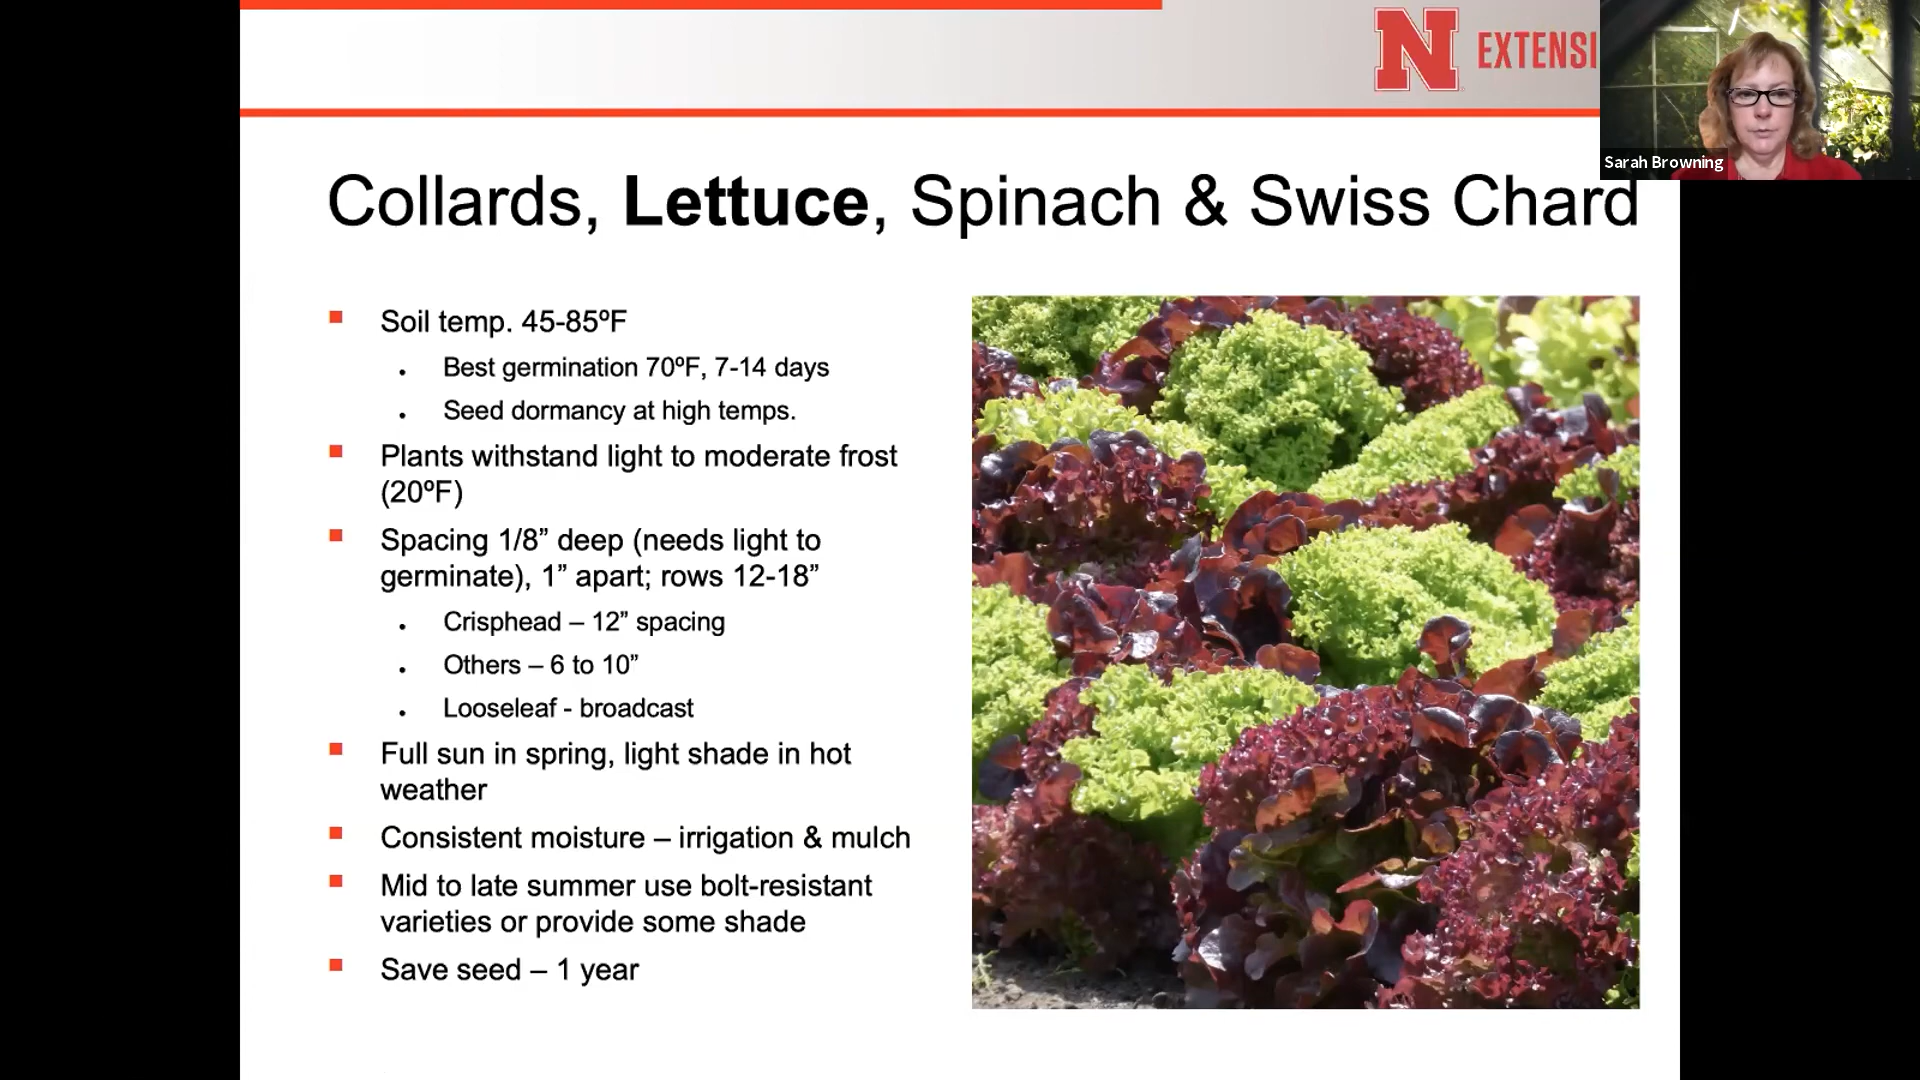 N EXTENSI
Sarah Browning
Collards, Lettuce, Spinach & Swiss Chard
Soil temp. 45-85ºF
Best germination 70ºF, 7-14 days
Seed dormancy at high temps.
Plants withstand light to moderate frost
(20ºF)
Spacing 1/8” deep (needs light to
germinate), 1” apart; rows 12-18”
Crisphead – 12” spacing
Others – 6 to 10”
Looseleaf - broadcast
Full sun in spring, light shade in hot
weather
Consistent moisture – irrigation & mulch
Mid to late summer use bolt-resistant
varieties or provide some shade
Save seed – 1 year